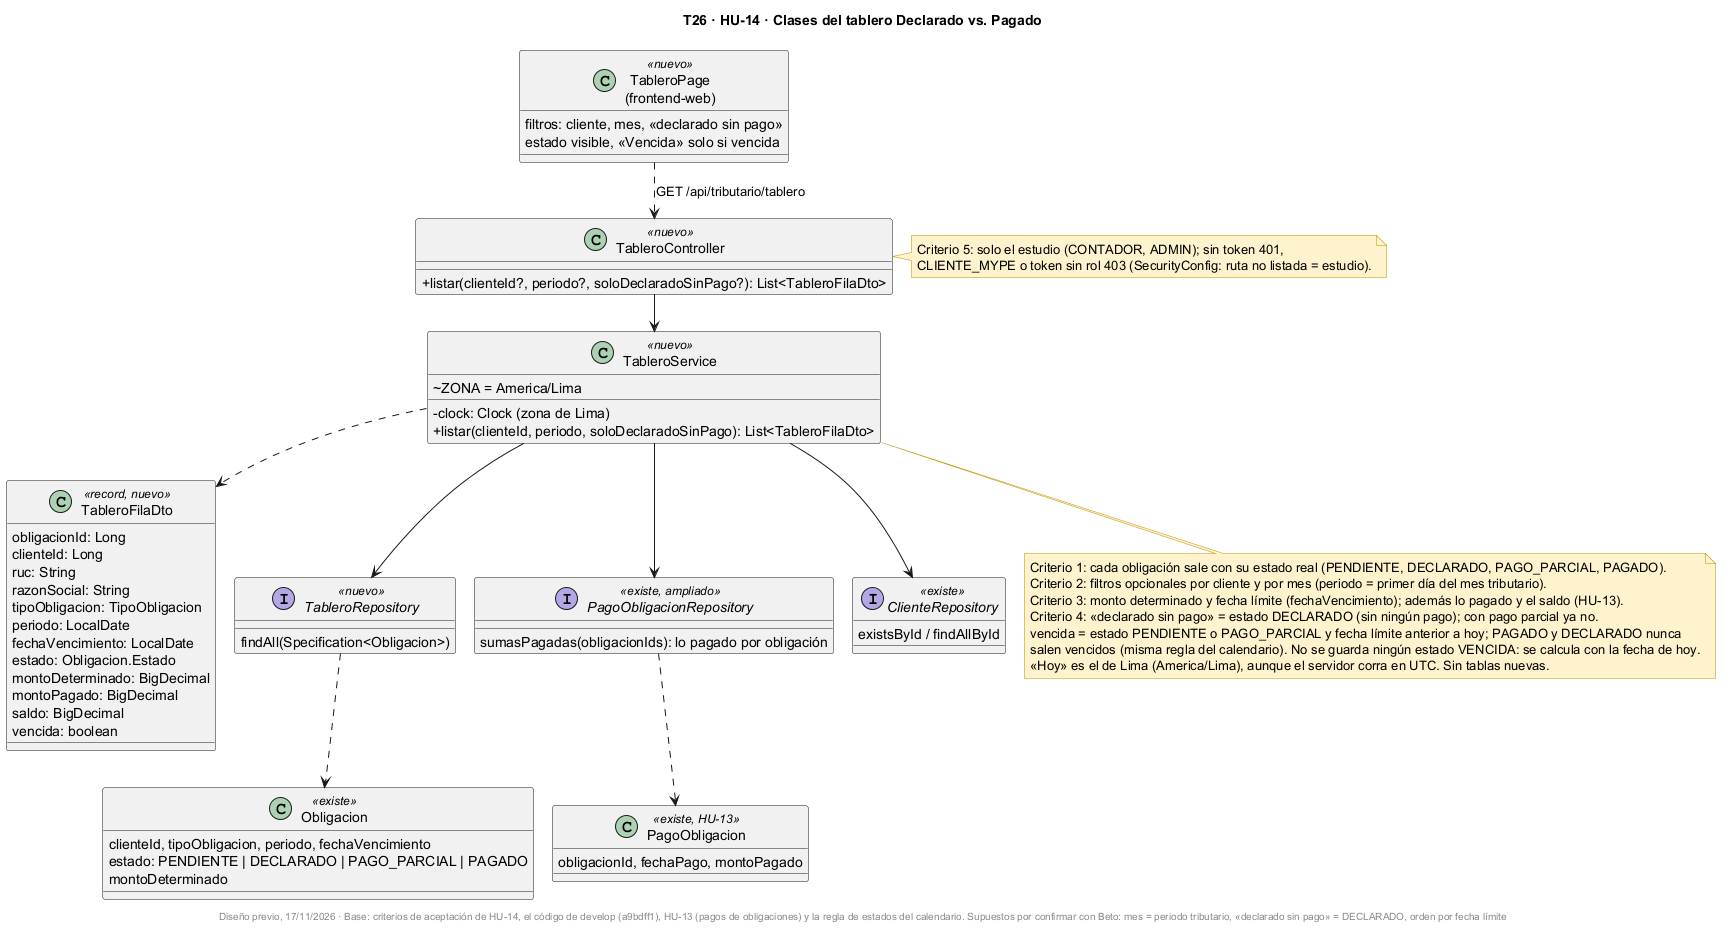 T26 · HU-14 · Clases del tablero Declarado vs. Pagado
«nuevo»
C
TableroPage
(frontend-web)
filtros: cliente, mes, «declarado sin pago»
estado visible, «Vencida» solo si vencida
GET /api/tributario/tablero
«nuevo»
C
TableroController
+listar(clienteId?, periodo?, soloDeclaradoSinPago?): List<TableroFilaDto>
Criterio 5: solo el estudio (CONTADOR, ADMIN); sin token 401,
CLIENTE_MYPE o token sin rol 403 (SecurityConfig: ruta no listada = estudio).
«nuevo»
C
TableroService
~ZONA = America/Lima
-clock: Clock (zona de Lima)
+listar(clienteId, periodo, soloDeclaradoSinPago): List<TableroFilaDto>
«record, nuevo»
C
TableroFilaDto
obligacionId: Long
clienteId: Long
ruc: String
razonSocial: String
tipoObligacion: TipoObligacion
periodo: LocalDate
fechaVencimiento: LocalDate
estado: Obligacion.Estado
montoDeterminado: BigDecimal
montoPagado: BigDecimal
saldo: BigDecimal
vencida: boolean
«nuevo»
I
TableroRepository
findAll(Specification<Obligacion>)
«existe, ampliado»
I
PagoObligacionRepository
sumasPagadas(obligacionIds): lo pagado por obligación
«existe»
I
ClienteRepository
existsById / findAllById
Criterio 1: cada obligación sale con su estado real (PENDIENTE, DECLARADO, PAGO_PARCIAL, PAGADO).
Criterio 2: filtros opcionales por cliente y por mes (periodo = primer día del mes tributario).
Criterio 3: monto determinado y fecha límite (fechaVencimiento); además lo pagado y el saldo (HU-13).
Criterio 4: «declarado sin pago» = estado DECLARADO (sin ningún pago); con pago parcial ya no.
vencida = estado PENDIENTE o PAGO_PARCIAL y fecha límite anterior a hoy; PAGADO y DECLARADO nunca
salen vencidos (misma regla del calendario). No se guarda ningún estado VENCIDA: se calcula con la fecha de hoy.
«Hoy» es el de Lima (America/Lima), aunque el servidor corra en UTC. Sin tablas nuevas.
«existe»
C
Obligacion
clienteId, tipoObligacion, periodo, fechaVencimiento
estado: PENDIENTE | DECLARADO | PAGO_PARCIAL | PAGADO
montoDeterminado
«existe, HU-13»
C
PagoObligacion
obligacionId, fechaPago, montoPagado
Diseño previo, 17/11/2026 · Base: criterios de aceptación de HU-14, el código de develop (a9bdff1), HU-13 (pagos de obligaciones) y la regla de estados del calendario. Supuestos por confirmar con Beto: mes = periodo tributario, «declarado sin pago» = DECLARADO, orden por fecha límite